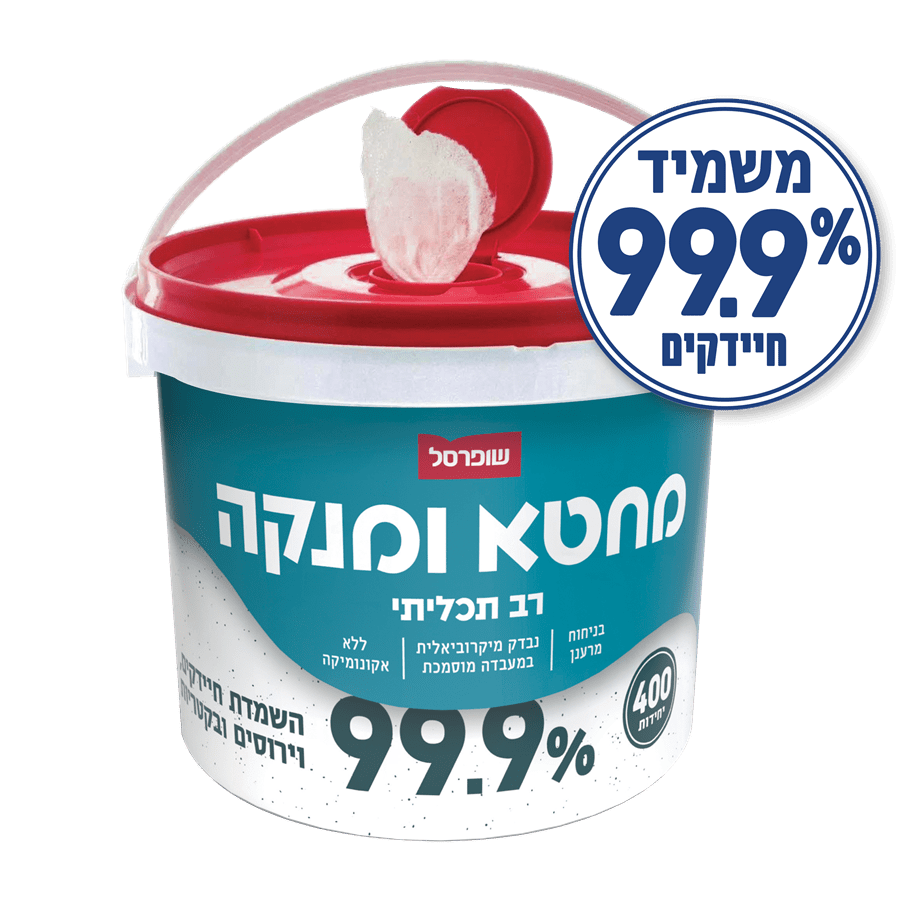 משמיד
99.9%
חיידקים
שופרסל
מחטא ומנקה
רב תכליתי
בניחוח
מרענן
נבדק מיקרוביאלית
במעבדה מוסמכת
ללא
אקונומיקה
400
יחידות
99.9%
השמדת חיידקים,
וירוסים ובקטריות